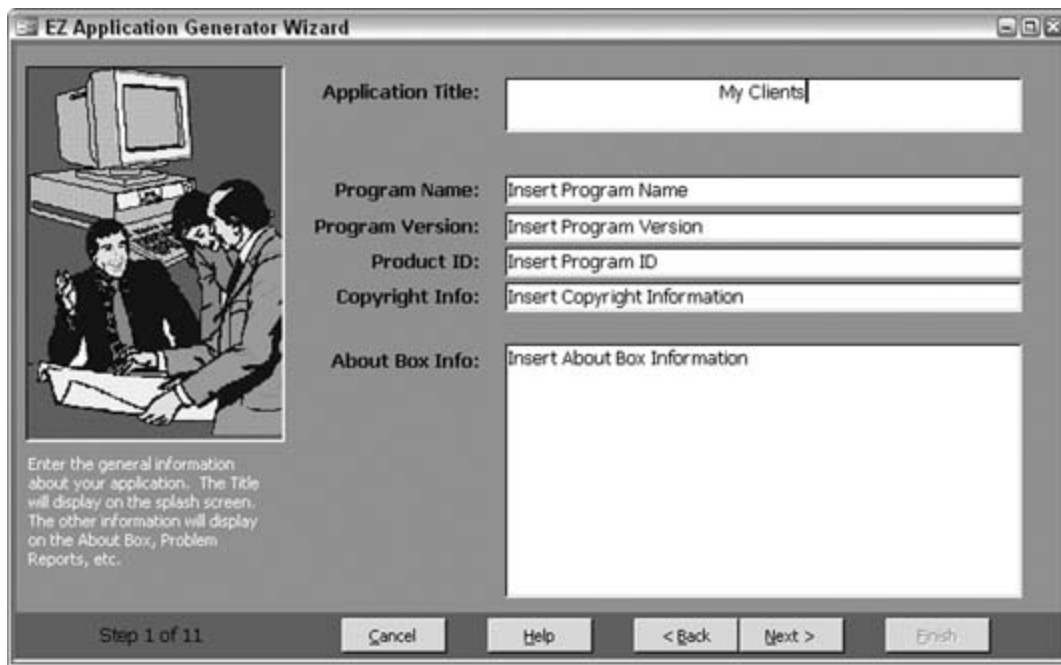 EZ Application Generator Wizard
Application Title:
My Clients
Program Name:
Insert Program Name
Program Version:
Insert Program Version
Product ID:
Insert Program ID
Copyright Info:
Insert Copyright Information
About Box Info:
Insert About Box Information
Enter the general information
about your application. The Title
will display on the splash screen.
The other information will display
on the About Box, Problem
Reports, etc.
Step 1 of 11
Cancel
Help
< Back
Next >
Finish